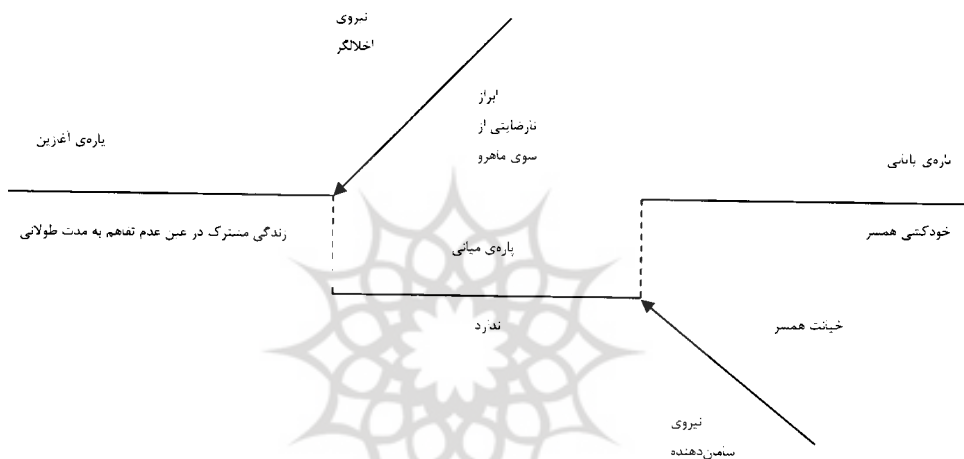 نیروی
اخلالگر
ابراز
نارضایتی از
سوی ماهرو
پاره‌ی آغازین
زندگی مشترک در عین عدم تفاهم به مدت طولانی
پاره‌ی میانی
ندارد
پاره‌ی پایانی
خودکشی همسر
خیانت همسر
نیروی
سامان‌دهنده